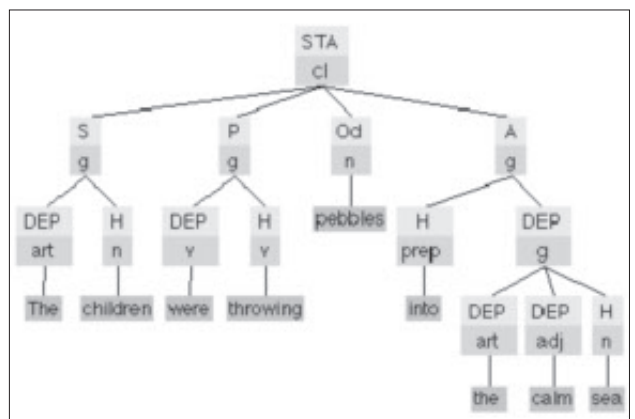 STA
cl
S P Od A
g g n g
DEP H DEP H pebbles H DEP
art n v v prep g
The children were throwing into
DEP DEP H
art adj n
the calm sea